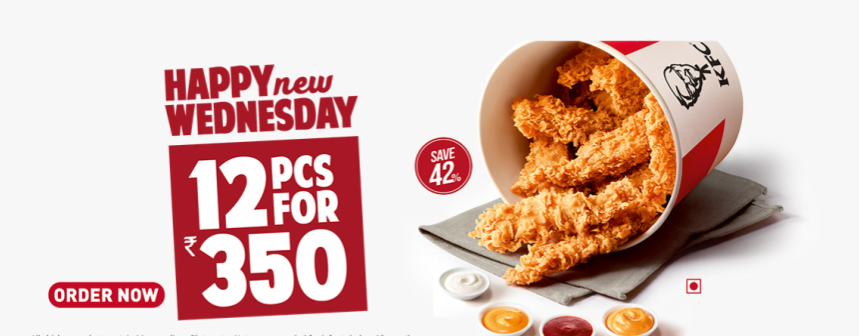 HAPPY new
WEDNESDAY
12 PCS
FOR
₹350
SAVE
42%
KFC
ORDER NOW